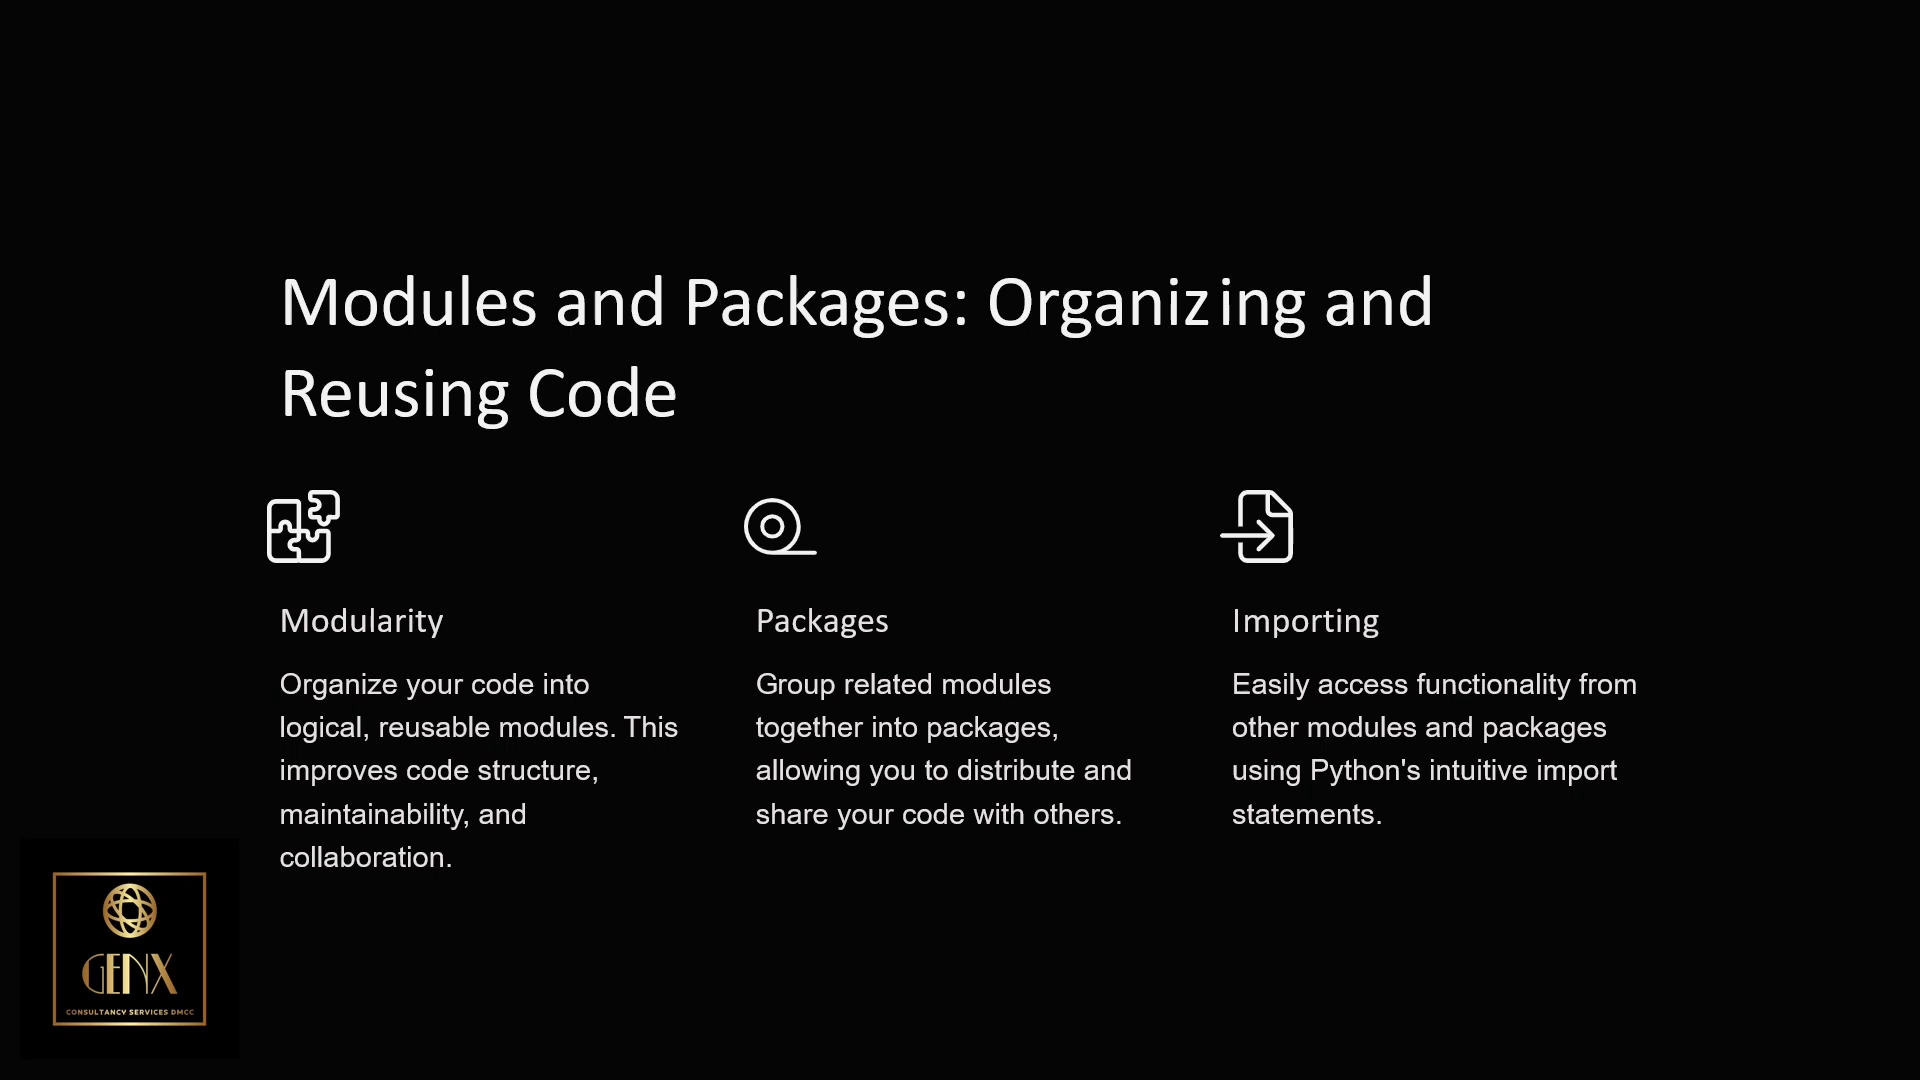 Modules and Packages: Organizing and
Reusing Code
Modularity
Organize your code into
logical, reusable modules. This
improves code structure,
maintainability, and
collaboration.
Packages
Group related modules
together into packages,
allowing you to distribute and
share your code with others.
Importing
Easily access functionality from
other modules and packages
using Python's intuitive import
statements.
GENX
CONSULTANCY SERVICES DMCC